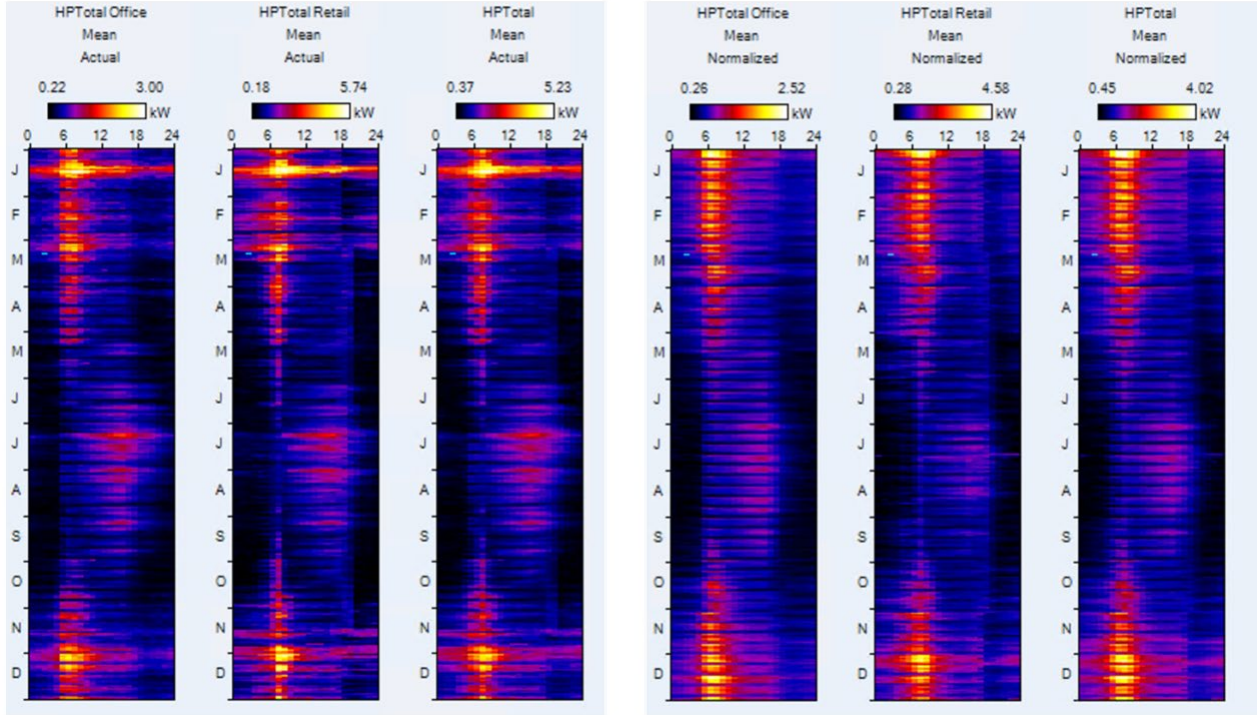 HPTotal Office HPTotal Retail HPTotal HPTotal Office HPTotal Retail HPTotal
Mean Mean Mean Mean Mean Mean
Actual Actual Actual Normalized Normalized Normalized
0.22 3.00 0.18 5.74 0.37 5.23 0.26 2.52 0.28 4.58 0.45 4.02
kW kW kW kW kW kW
0 6 12 18 24 0 6 12 18 24 0 6 12 18 24 0 6 12 18 24 0 6 12 18 24 0 6 12 18 24
J J J J J J
F F F F F F
M M M M M M
A A A A A A
M M M M M M
J J J J J J
J J J J J J
A A A A A A
S S S S S S
O O O O O O
N N N N N N
D D D D D D